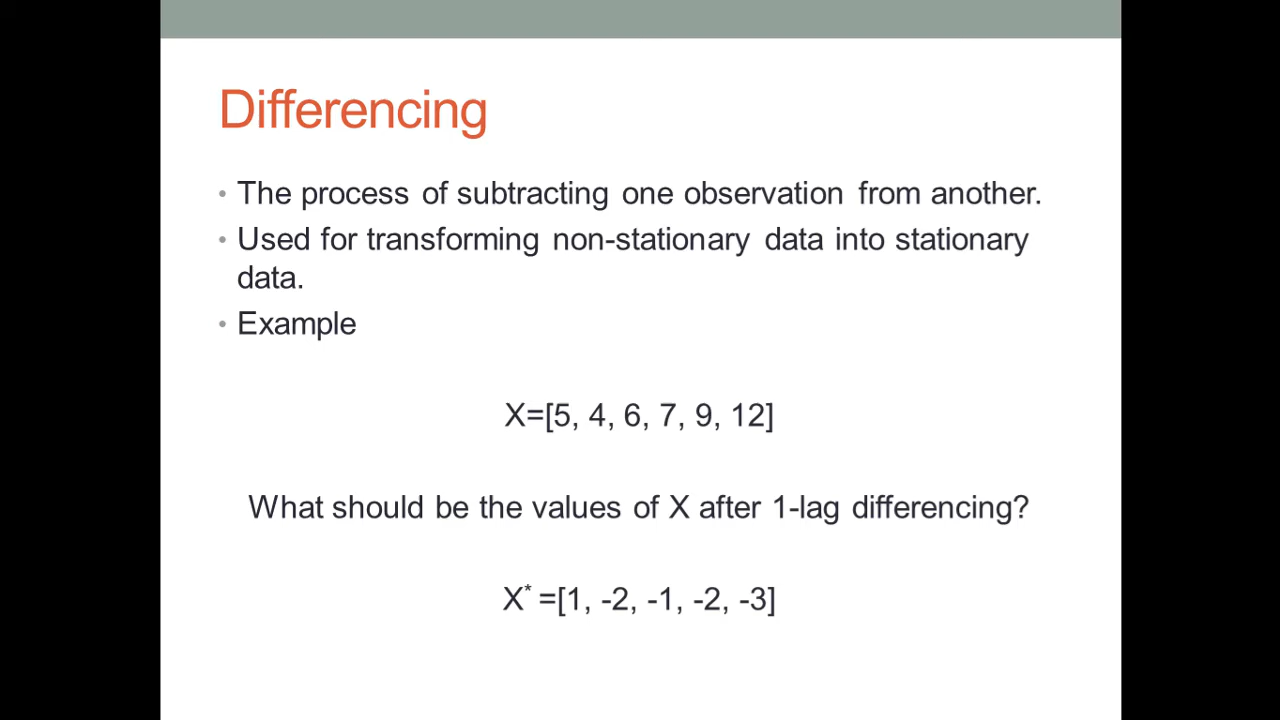 Differencing
• The process of subtracting one observation from another.
• Used for transforming non-stationary data into stationary
data.
• Example
X=[5, 4, 6, 7, 9, 12]
What should be the values of X after 1-lag differencing?
X* =[1, -2, -1, -2, -3]